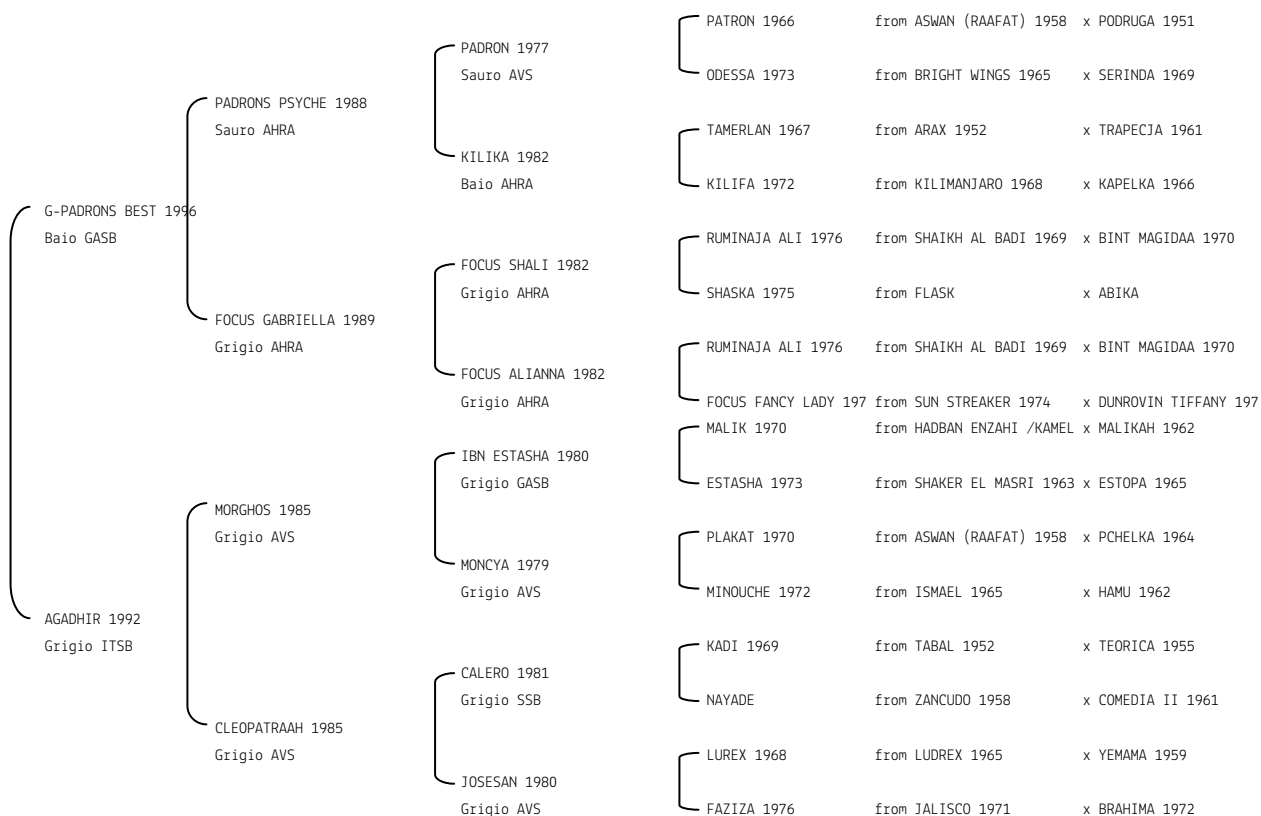 PATRON 1966 from ASWAN (RAAFAT) 1958 x PODRUGA 1951
PADRON 1977
Sauro AVS
ODESSA 1973 from BRIGHT WINGS 1965 x SERINDA 1969
PADRONS PSYCHE 1988
Sauro AHRA
TAMERLAN 1967 from ARAX 1952 x TRAPECJA 1961
KILIKA 1982
Baio AHRA
KILIFA 1972 from KILIMANJARO 1968 x KAPELKA 1966
G-PADRONS BEST 1996
Baio GASB
RUMINAJA ALI 1976 from SHAIKH AL BADI 1969 x BINT MAGIDAA 1970
FOCUS SHALI 1982
Grigio AHRA
SHASKA 1975 from FLASK x ABIKA
FOCUS GABRIELLA 1989
Grigio AHRA
RUMINAJA ALI 1976 from SHAIKH AL BADI 1969 x BINT MAGIDAA 1970
FOCUS ALIANNA 1982
Grigio AHRA
FOCUS FANCY LADY 197 from SUN STREAKER 1974 x DUNROVIN TIFFANY 197
MALIK 1970 from HADBAN ENZAHI /KAMEL x MALIKAH 1962
IBN ESTASHA 1980
Grigio GASB
ESTASHA 1973 from SHAKER EL MASRI 1963 x ESTOPA 1965
MORGHOS 1985
Grigio AVS
PLAKAT 1970 from ASWAN (RAAFAT) 1958 x PCHELKA 1964
MONCYA 1979
Grigio AVS
MINOUCHE 1972 from ISMAEL 1965 x HAMU 1962
AGADHIR 1992
Grigio ITSB
KADI 1969 from TABAL 1952 x TEORICA 1955
CALERO 1981
Grigio SSB
NAYADE from ZANCUDO 1958 x COMEDIA II 1961
CLEOPATRAAH 1985
Grigio AVS
LUREX 1968 from LUDREX 1965 x YEMAMA 1959
JOSESAN 1980
Grigio AVS
FAZIZA 1976 from JALISCO 1971 x BRAHIMA 1972